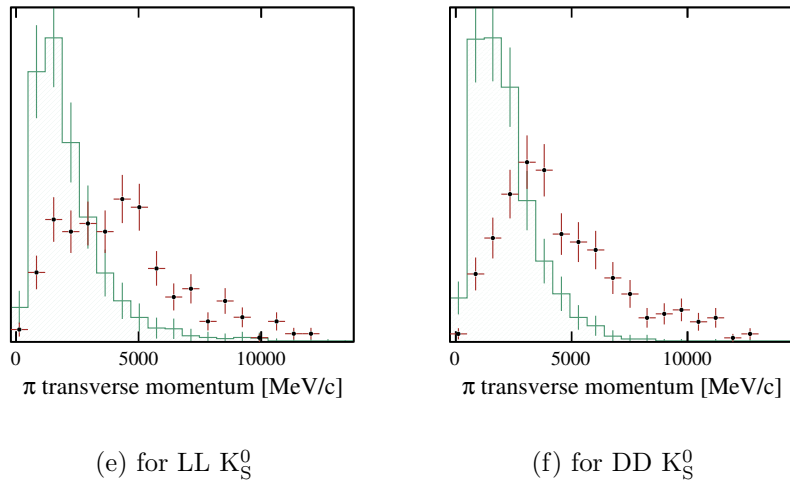 0 5000 10000
π transverse momentum [MeV/c]
(e) for LL K⁰_S
0 5000 10000
π transverse momentum [MeV/c]
(f) for DD K⁰_S